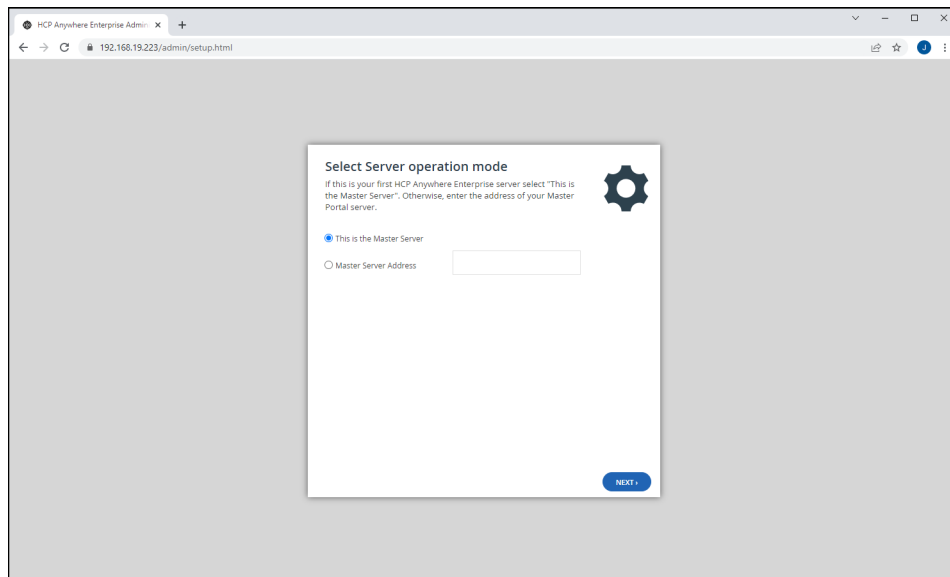 HCP Anywhere Enterprise Admin
192.168.19.223/admin/setup.html
J
Select Server operation mode
If this is your first HCP Anywhere Enterprise server select "This is
the Master Server". Otherwise, enter the address of your Master
Portal server.
This is the Master Server
Master Server Address
NEXT ›